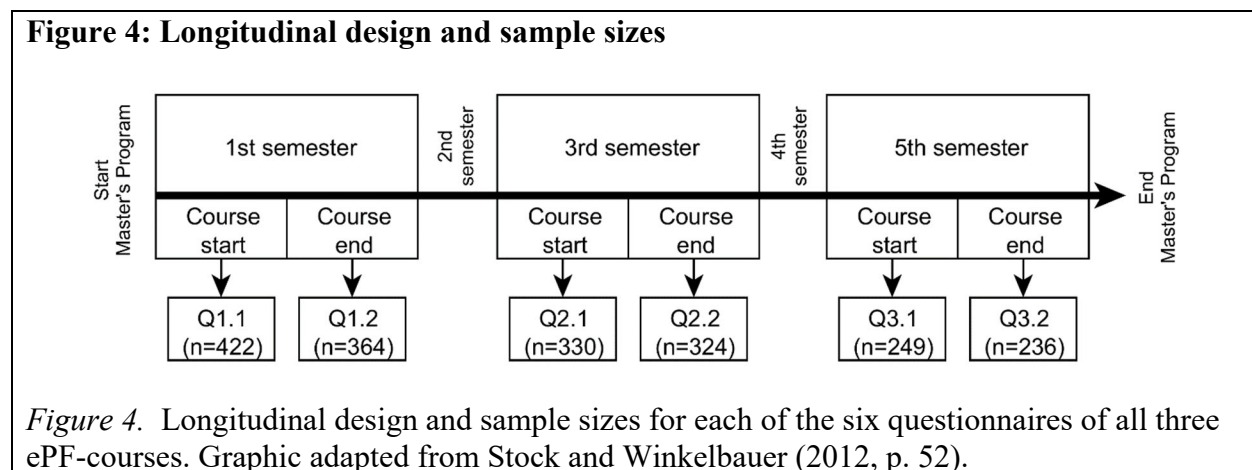 Figure 4: Longitudinal design and sample sizes
Start
Master's Program
1st semester
2nd
semester
3rd semester
4th
semester
5th semester
End
Master's Program
Course
start
Course
end
Course
start
Course
end
Course
start
Course
end
Q1.1
(n=422)
Q1.2
(n=364)
Q2.1
(n=330)
Q2.2
(n=324)
Q3.1
(n=249)
Q3.2
(n=236)
Figure 4. Longitudinal design and sample sizes for each of the six questionnaires of all three
ePF-courses. Graphic adapted from Stock and Winkelbauer (2012, p. 52).